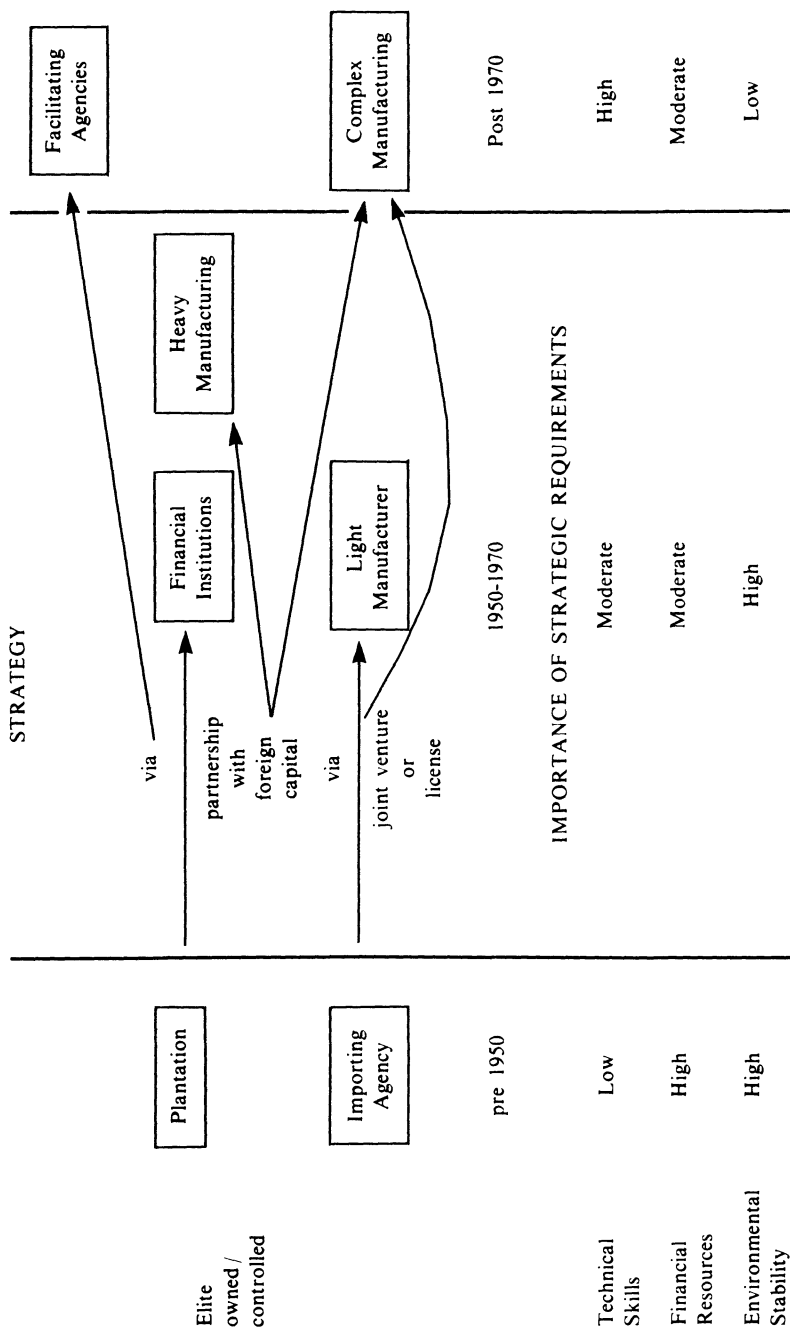 STRATEGY
Elite
owned /
controlled
Plantation
via
Financial
Institutions
Heavy
Manufacturing
Facilitating
Agencies
partnership
with
foreign
capital
Importing
Agency
via
joint venture
or
license
Light
Manufacturer
Complex
Manufacturing
pre 1950
1950-1970
Post 1970
IMPORTANCE OF STRATEGIC REQUIREMENTS
Technical
Skills
Low
Moderate
High
Financial
Resources
High
Moderate
Moderate
Environmental
Stability
High
High
Low